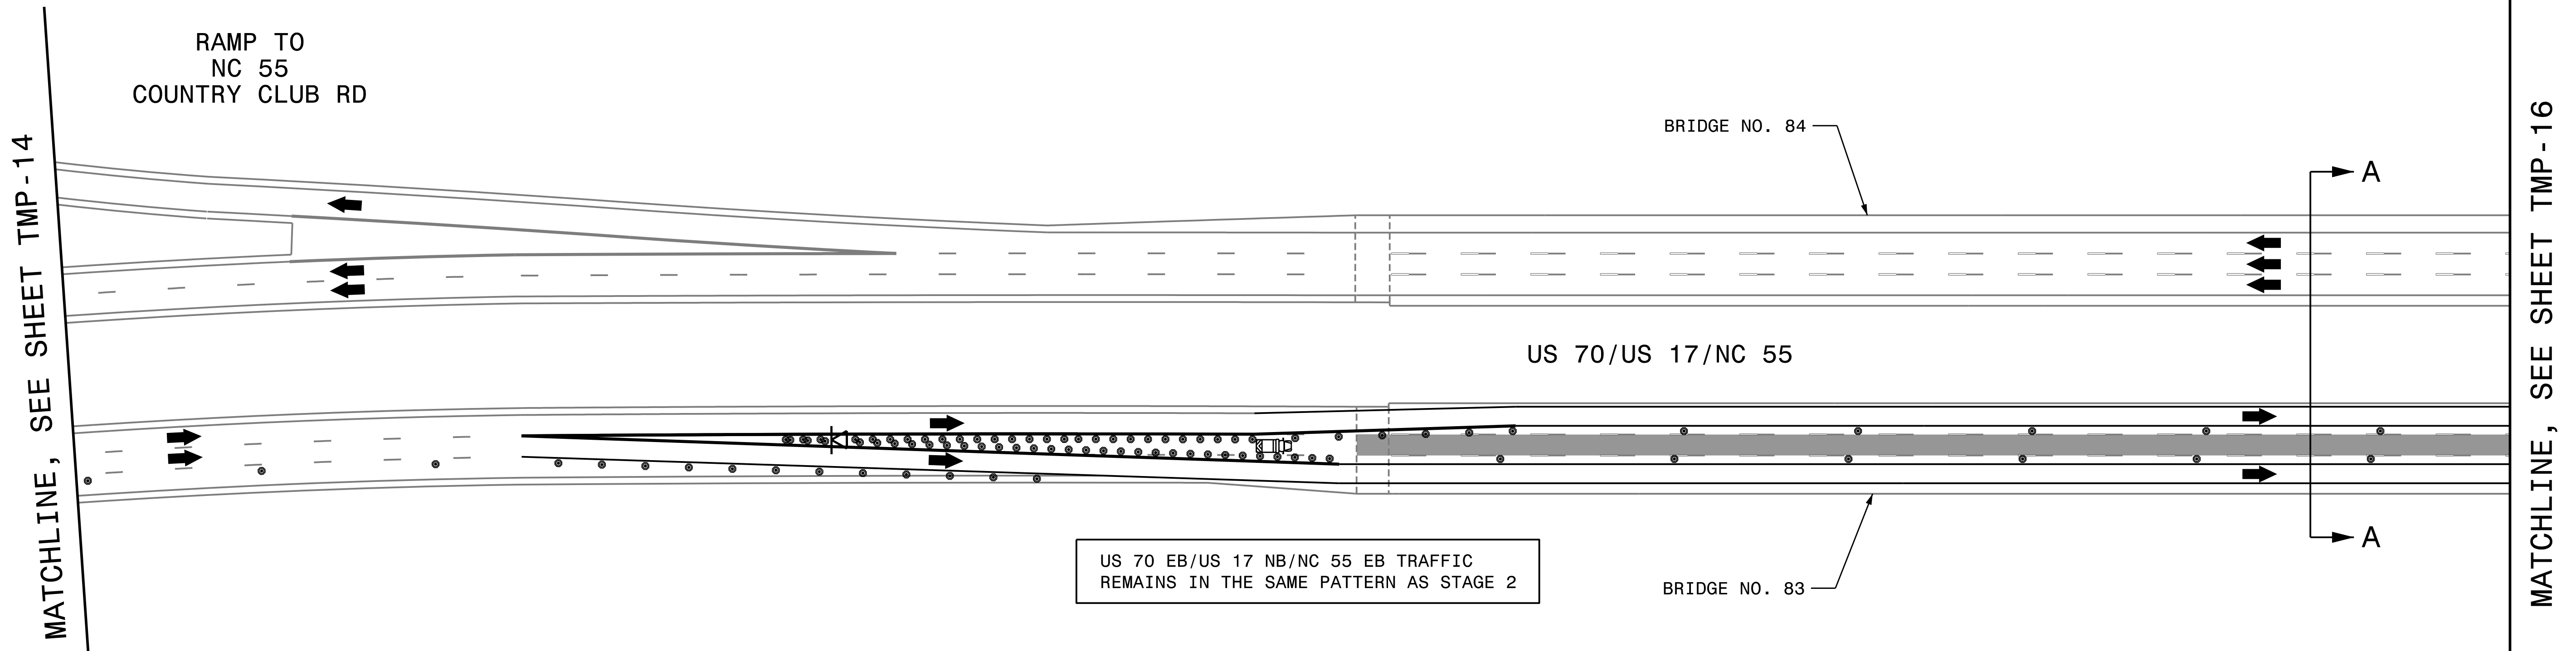 RAMP TO
NC 55
COUNTRY CLUB RD
MATCHLINE, SEE SHEET TMP-14
BRIDGE NO. 84
A
MATCHLINE, SEE SHEET TMP-16
US 70/US 17/NC 55
A
US 70 EB/US 17 NB/NC 55 EB TRAFFIC
REMAINS IN THE SAME PATTERN AS STAGE 2
BRIDGE NO. 83